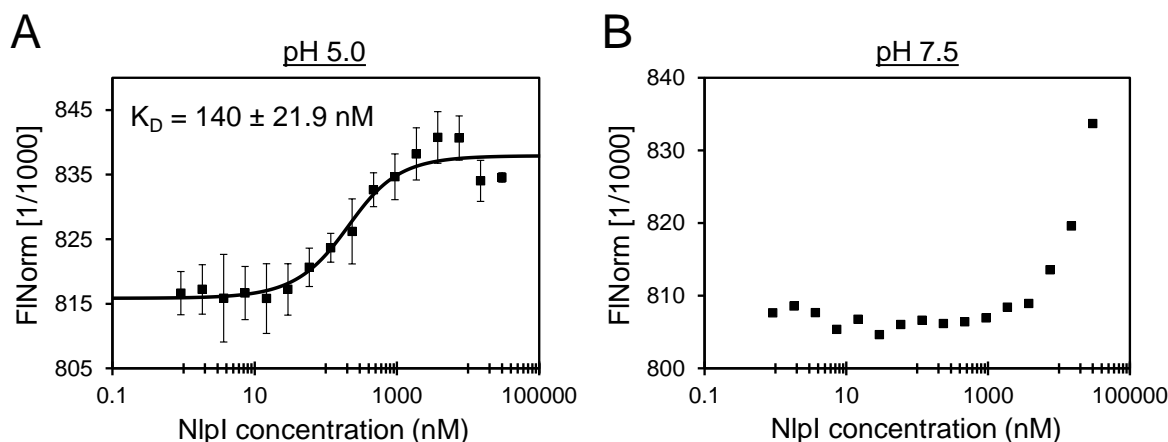 A
pH 5.0
K_D = 140 ± 21.9 nM
FlNorm [1/1000]
845
835
825
815
805
0.1
10
1000
100000
NlpI concentration (nM)
B
pH 7.5
FlNorm [1/1000]
840
830
820
810
800
0.1
10
1000
100000
NlpI concentration (nM)